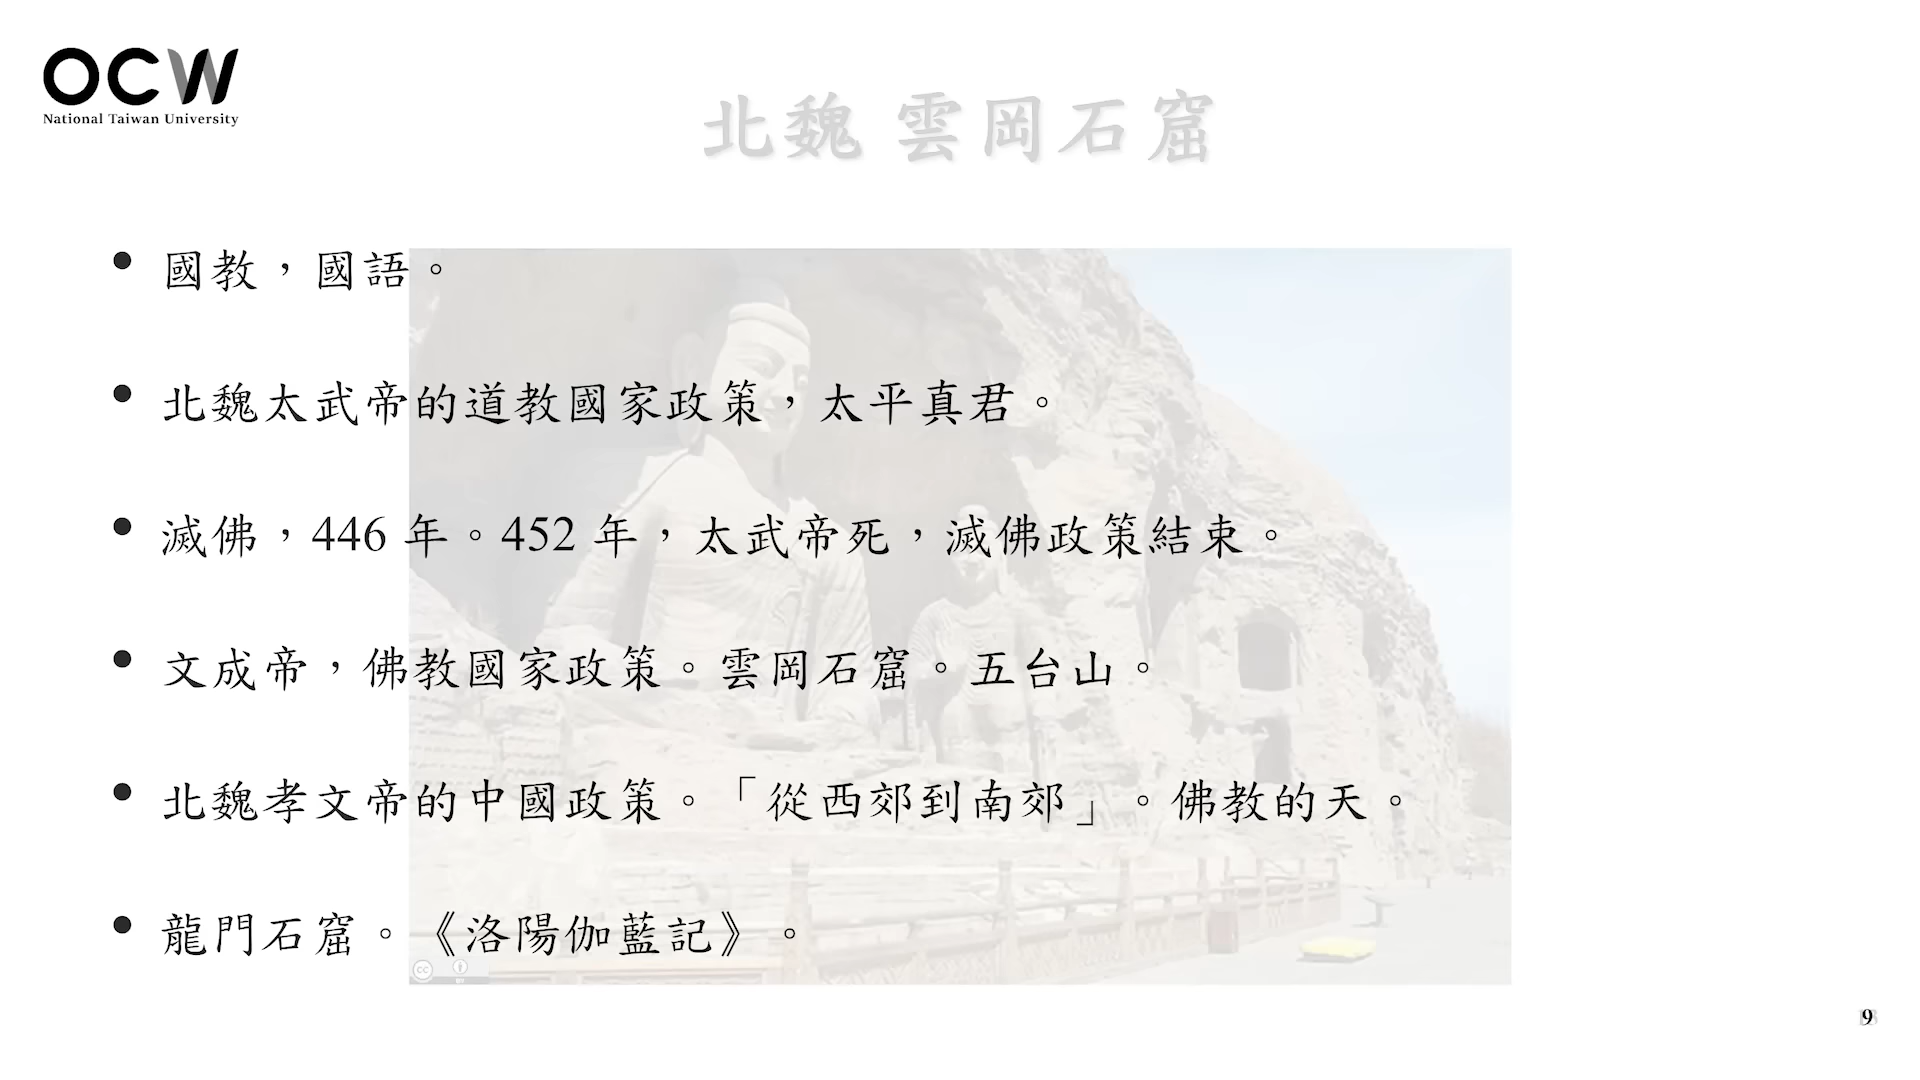 OCW
National Taiwan University
北魏 雲岡石窟
• 國教，國語。
• 北魏太武帝的道教國家政策，太平真君。
• 滅佛，446 年。452 年，太武帝死，滅佛政策結束。
• 文成帝，佛教國家政策。雲岡石窟。五台山。
• 北魏孝文帝的中國政策。「從西郊到南郊」。佛教的天。
• 龍門石窟。《洛陽伽藍記》。
cc
9